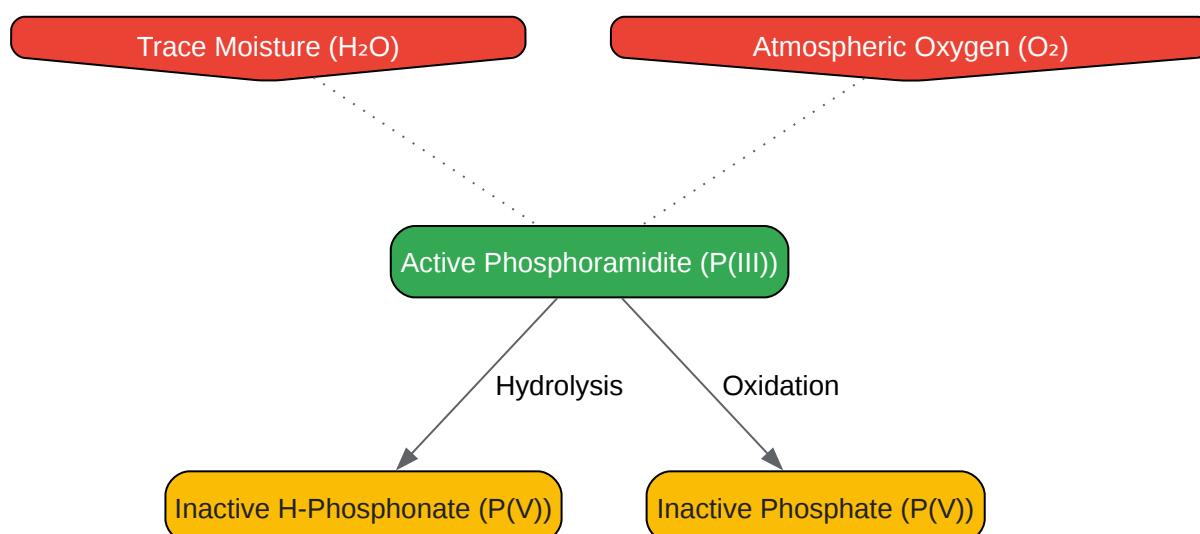 Trace Moisture (H₂O)
Atmospheric Oxygen (O₂)
Active Phosphoramidite (P(III))
Hydrolysis
Oxidation
Inactive H-Phosphonate (P(V))
Inactive Phosphate (P(V))